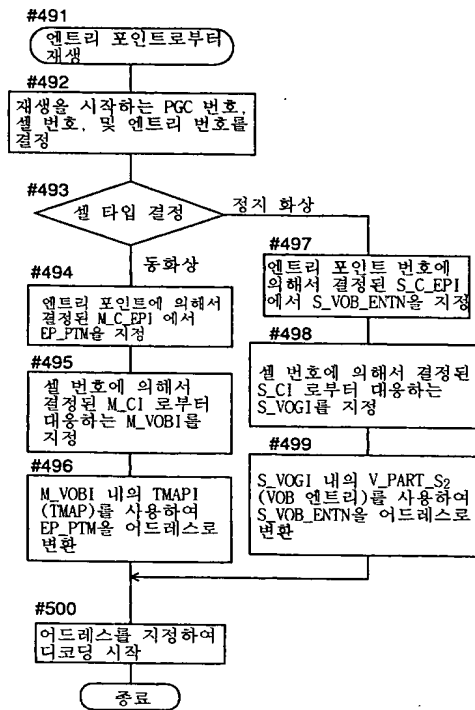 #491
엔트리 포인트로부터
재생
#492
재생을 시작하는 PGC 번호,
셀 번호, 및 엔트리 번호를
결정
#493
셀 타입 결정
정지 화상
동화상
#494
엔트리 포인트에 의해서
결정된 M_C_EPI 에서
EP_PTM을 지정
#495
셀 번호에 의해서
결정된 M_CI 로부터
대응하는 M_VOBI를
지정
#496
M_VOBI 내의 TMAPI
(TMAP)를 사용하여
EP_PTM을 어드레스로
변환
#497
엔트리 포인트 번호에
의해서 결정된 S_C_EPI
에서 S_VOB_ENTN을 지정
#498
셀 번호에 의해서 결정된
S_CI 로부터 대응하는
S_VOGI를 지정
#499
S_VOGI 내의 V_PART_S2
(VOB 엔트리)를 사용하여
S_VOB_ENTN을 어드레스로
변환
#500
어드레스를 지정하여
디코딩 시작
종료